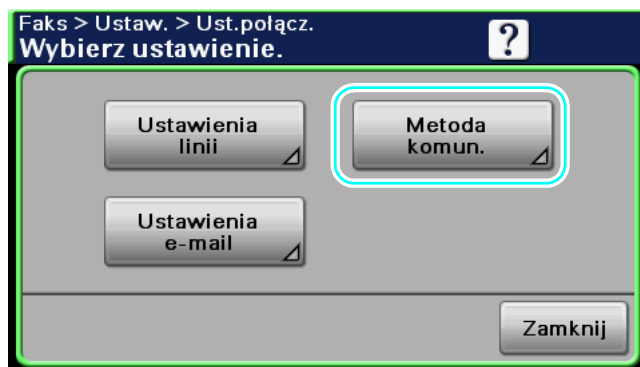 Faks > Ustaw. > Ust.połącz.
Wybierz ustawienie.
?
Ustawienia
linii
Metoda
komun.
Ustawienia
e-mail
Zamknij